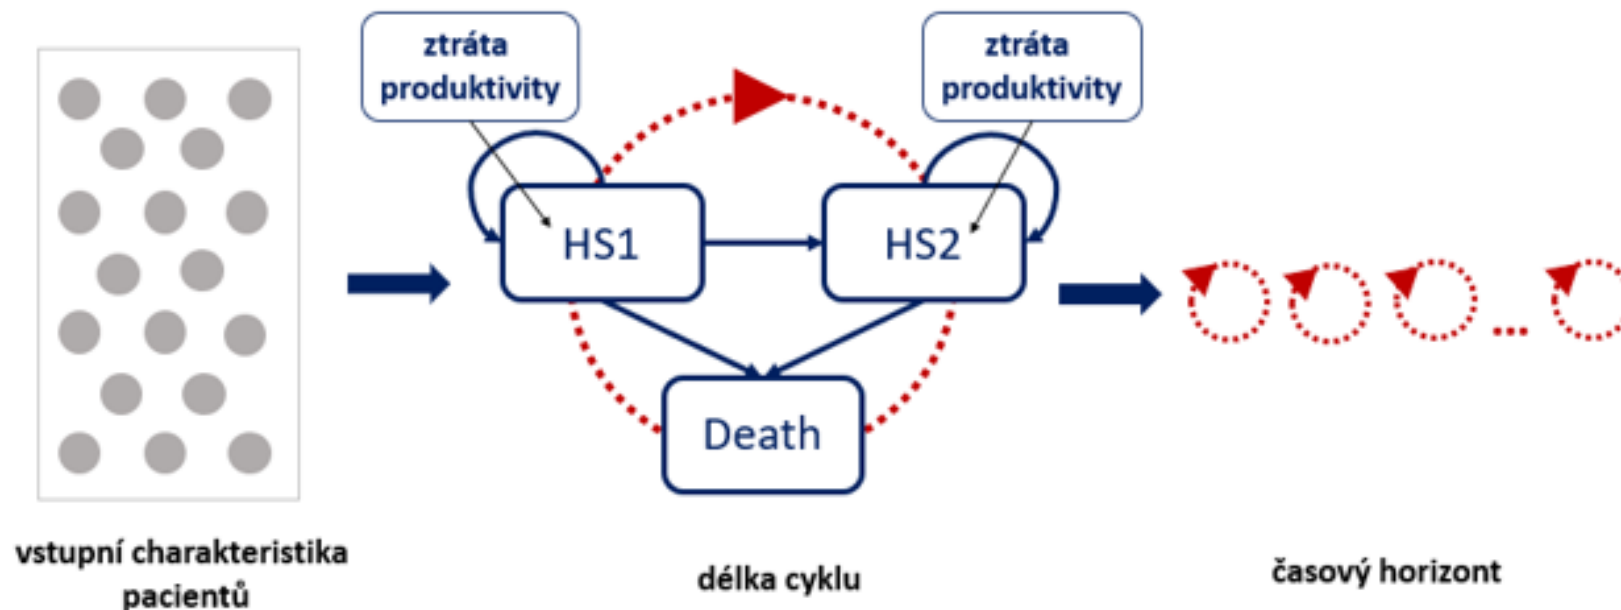 ztráta
produktivity
ztráta
produktivity
HS1
HS2
...
Death
vstupní charakteristika
pacientů
délka cyklu
časový horizont